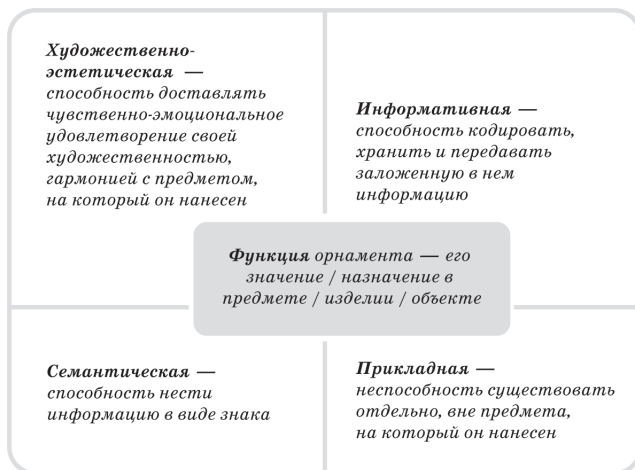 Художественно-
эстетическая —
способность доставлять
чувственно-эмоциональное
удовлетворение своей
художественностью,
гармонией с предметом,
на который он нанесен
Информативная —
способность кодировать,
хранить и передавать
заложенную в нем
информацию
Функция орнамента — его
значение / назначение в
предмете / изделии / объекте
Семантическая —
способность нести
информацию в виде знака
Прикладная —
неспособность существовать
отдельно, вне предмета,
на который он нанесен